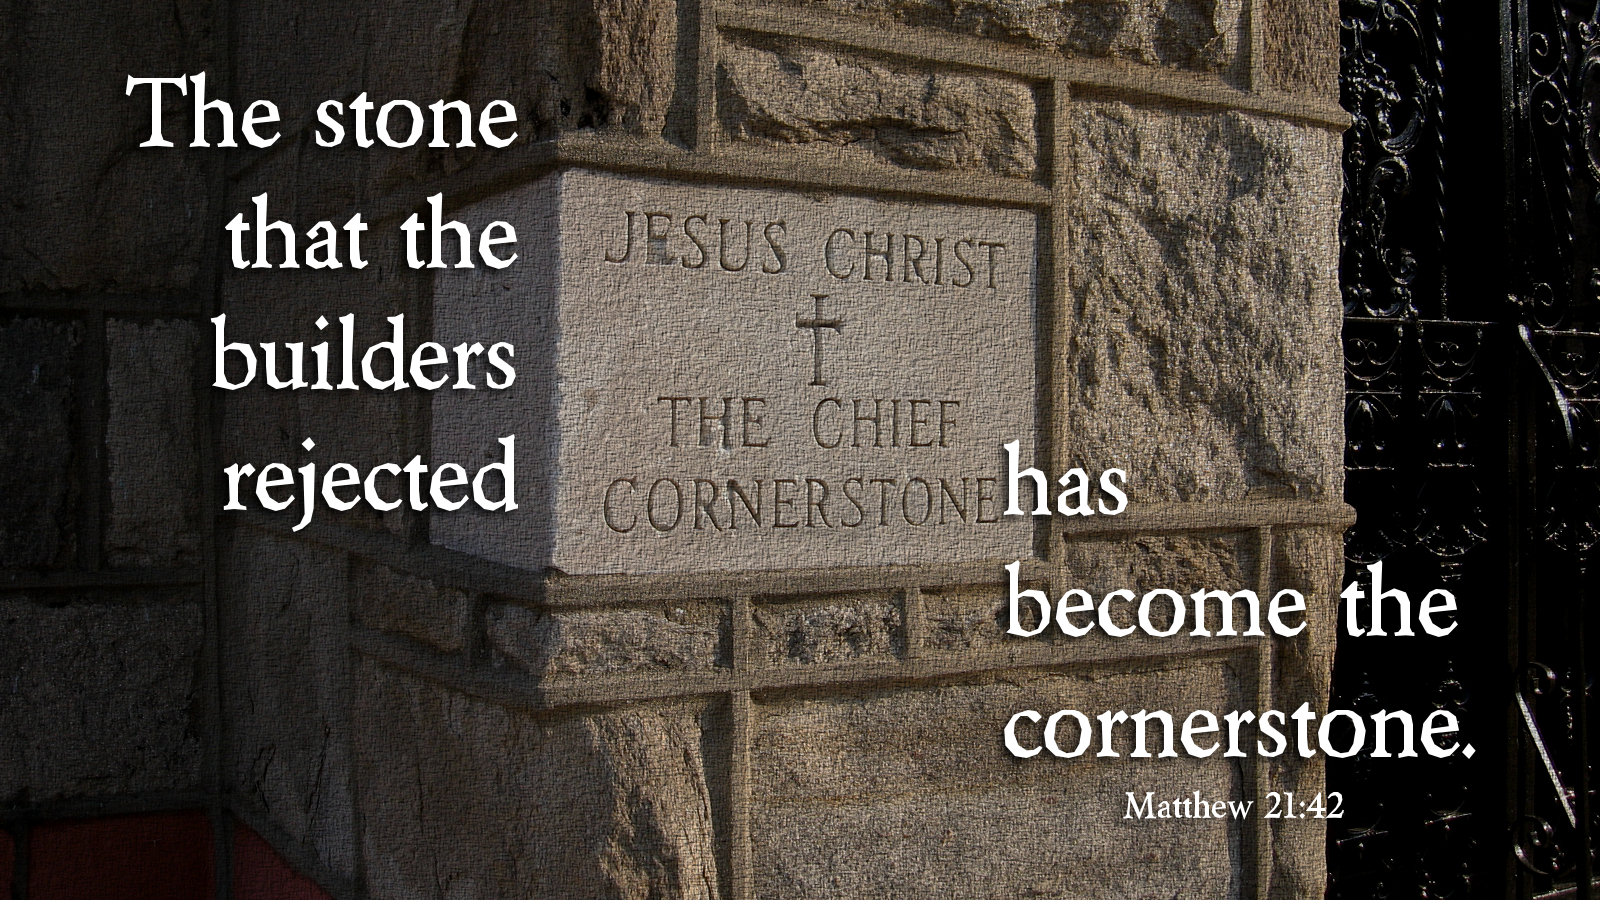 The stone
that the
builders
rejected
JESUS CHRIST
THE CHIEF
CORNERSTONE
has
become the
cornerstone.
Matthew 21:42